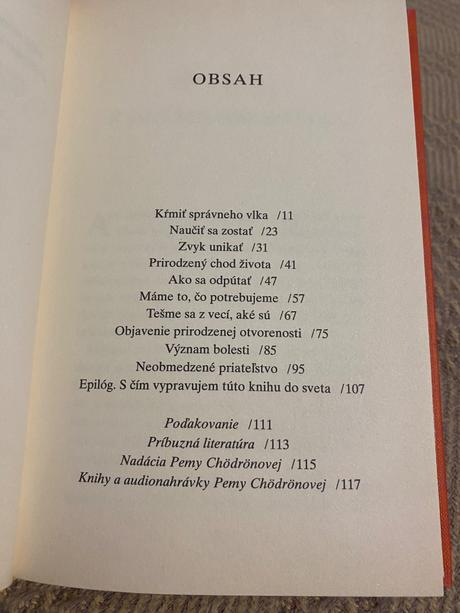 OBSAH
Kŕmiť správneho vlka /11
Naučiť sa zostať /23
Zvyk unikať /31
Prirodzený chod života /41
Ako sa odpútať /47
Máme to, čo potrebujeme /57
Tešme sa z vecí, aké sú /67
Objavenie prirodzenej otvorenosti /75
Význam bolesti /85
Neobmedzené priateľstvo /95
Epilóg. S čím vypravujem túto knihu do sveta /107
Poďakovanie /111
Príbuzná literatúra /113
Nadácia Pemy Chödrönovej /115
Knihy a audionahrávky Pemy Chödrönovej /117